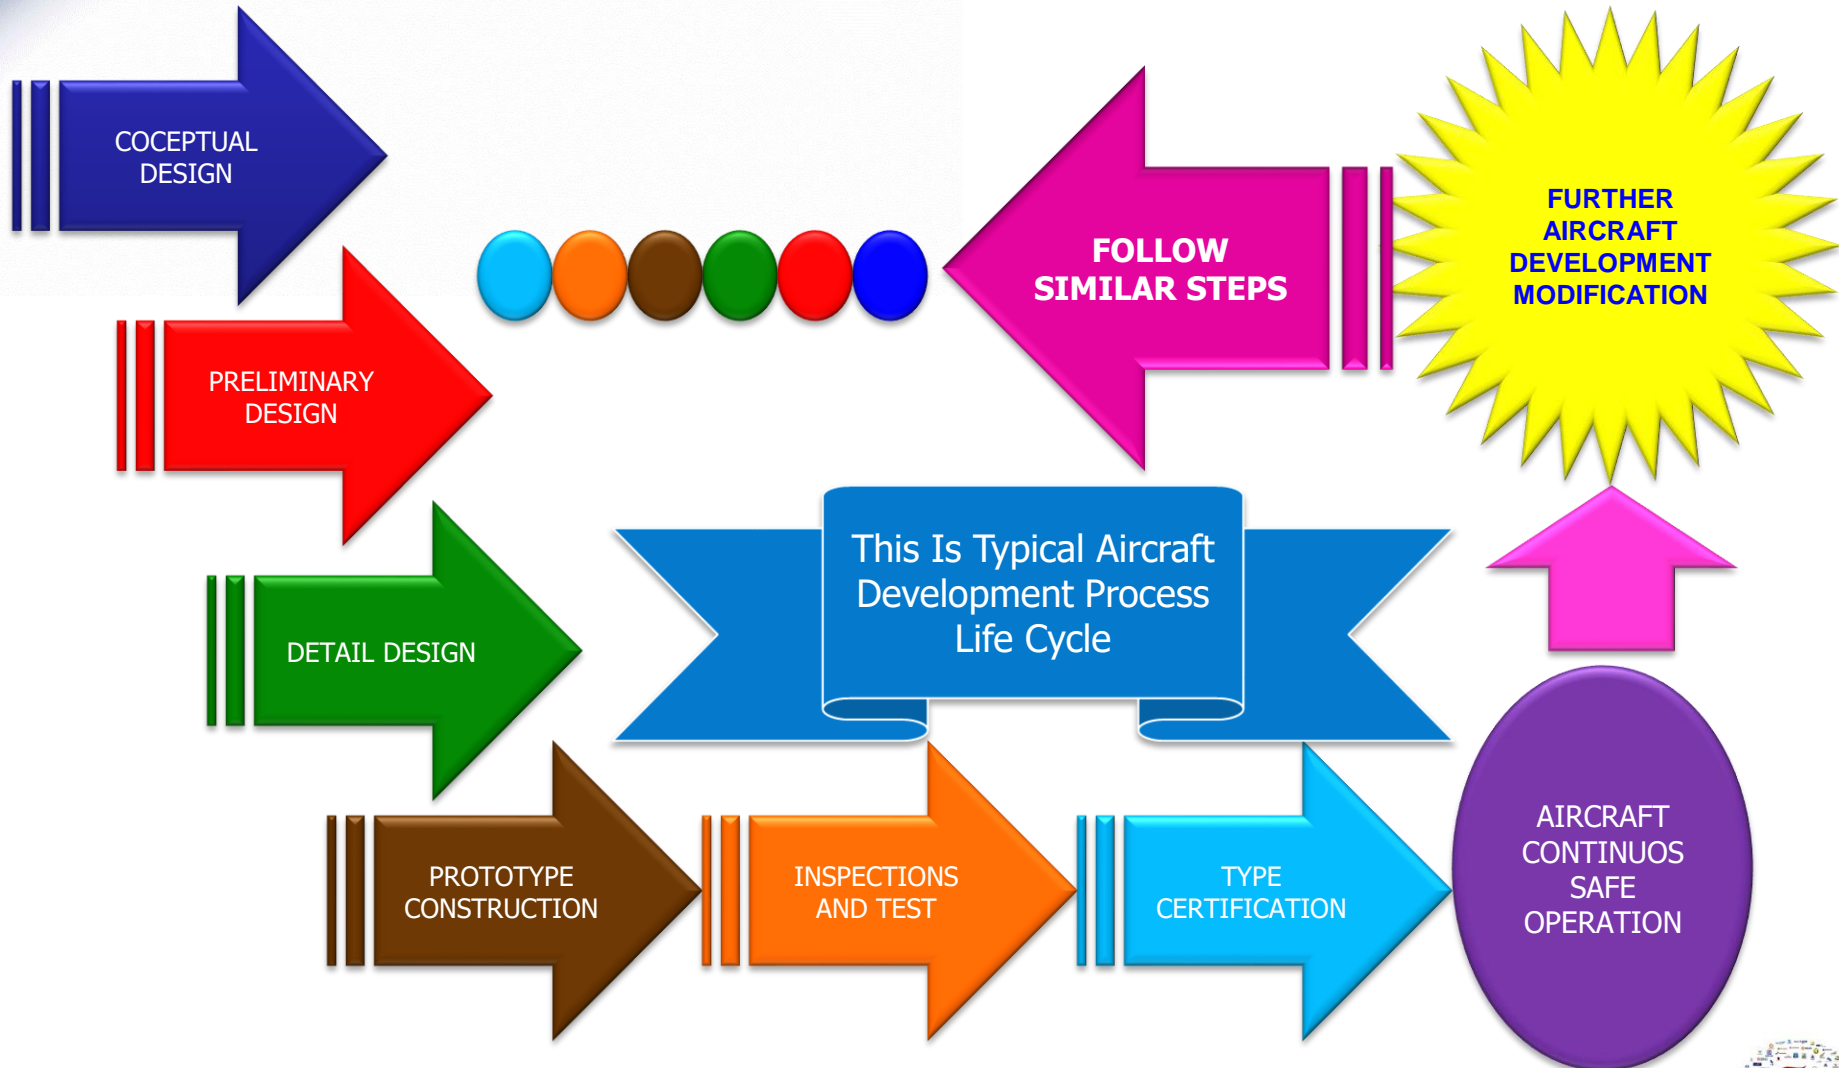 COCEPTUAL
DESIGN
PRELIMINARY
DESIGN
DETAIL DESIGN
PROTOTYPE
CONSTRUCTION
INSPECTIONS
AND TEST
TYPE
CERTIFICATION
AIRCRAFT
CONTINUOS
SAFE
OPERATION
FURTHER
AIRCRAFT
DEVELOPMENT
MODIFICATION
FOLLOW
SIMILAR STEPS
This Is Typical Aircraft
Development Process
Life Cycle